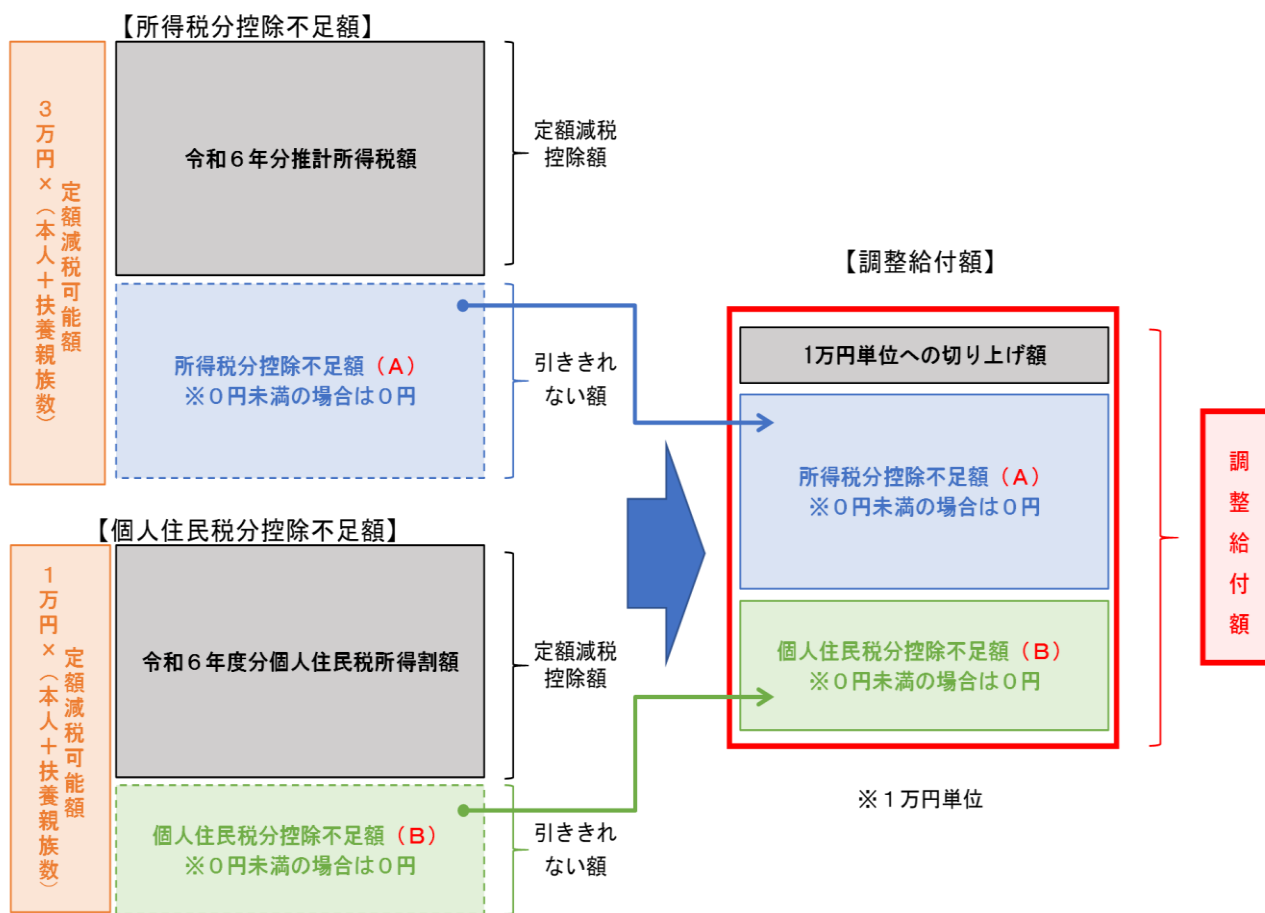 【所得税分控除不足額】
定額減税可能額
3万円×(本人+扶養親族数)
令和6年分推計所得税額
定額減税
控除額
所得税分控除不足額(A)
※0円未満の場合は0円
引ききれ
ない額
【個人住民税分控除不足額】
定額減税可能額
1万円×(本人+扶養親族数)
令和6年度分個人住民税所得割額
定額減税
控除額
個人住民税分控除不足額(B)
※0円未満の場合は0円
引ききれ
ない額
【調整給付額】
1万円単位への切り上げ額
所得税分控除不足額(A)
※0円未満の場合は0円
個人住民税分控除不足額(B)
※0円未満の場合は0円
※1万円単位
調整給付額